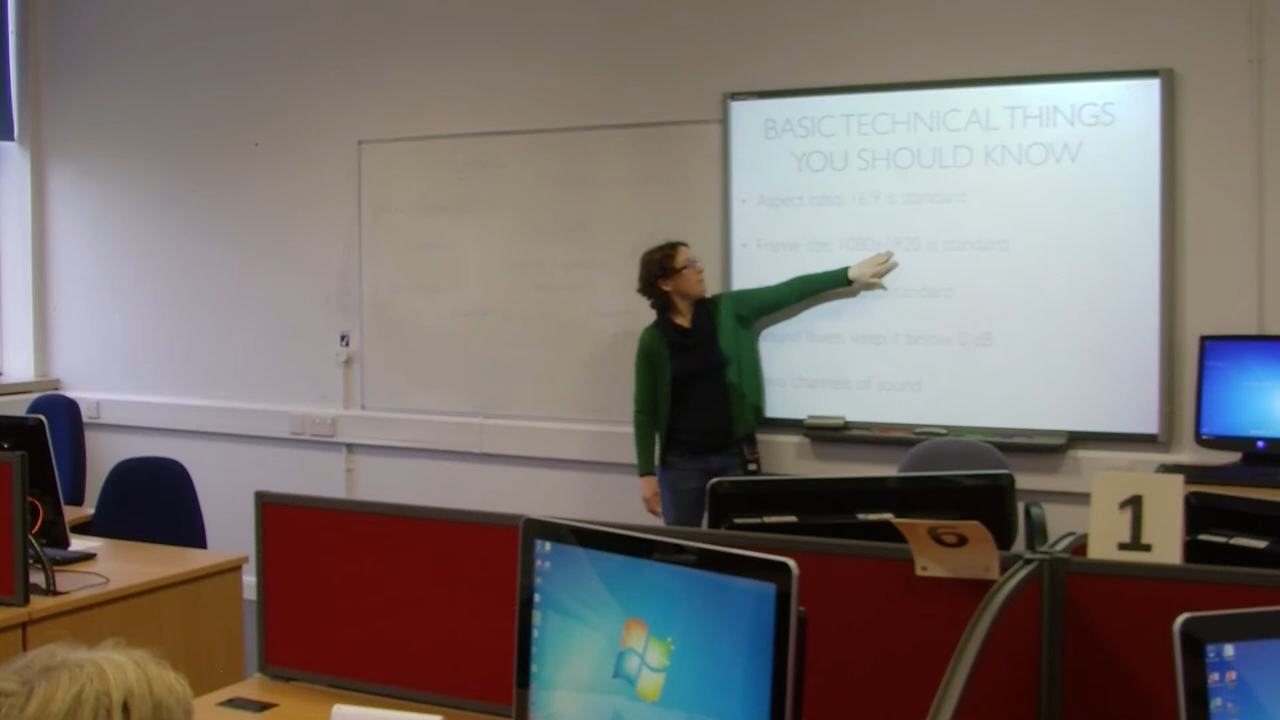 BASIC TECHNICAL THINGS
YOU SHOULD KNOW
• Aspect ratio: 16:9 is standard
• Frame size: 1080x1920 is standard
standard
keep it below 0 dB
channels of sound
6
1